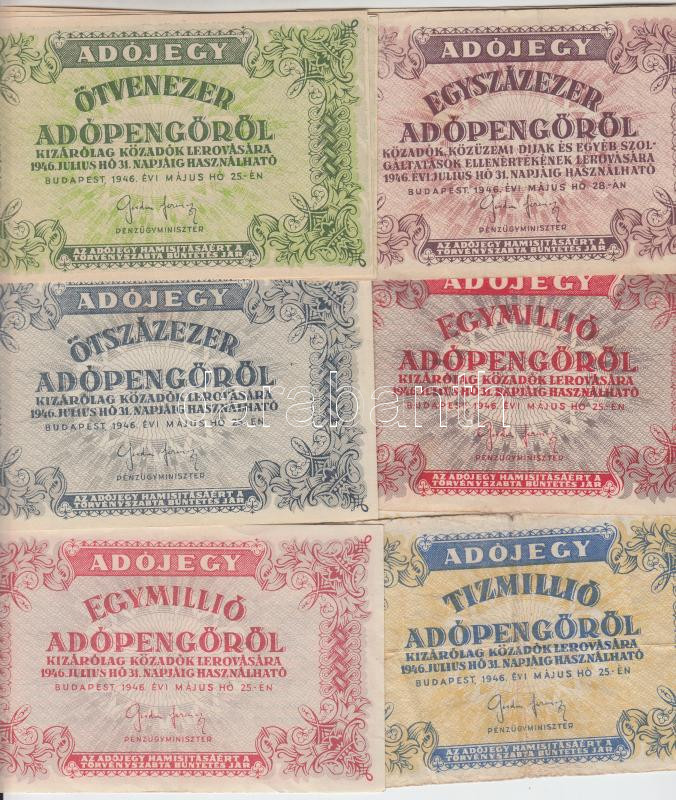 ADÓJEGY
ÖTVENEZER
ADÓPENGŐRŐL
KIZÁRÓLAG KÖZADÓK LEROVÁSÁRA
1946. JULIUS HÓ 31. NAPJÁIG HASZNÁLHATÓ
BUDAPEST, 1946. ÉVI MÁJUS HÓ 25.-ÉN
PÉNZÜGYMINISZTER
AZ ADÓJEGY HAMISITÁSÁÉRT A
TÖRVÉNYSZABTA BÜNTETÉS JÁR
ADÓJEGY
EGYSZÁZEZER
ADÓPENGŐRŐL
KÖZADÓK, KÖZÜZEMI-DIJAK ÉS EGYÉB SZOL-
GÁLTATÁSOK ELLENÉRTÉKÉNEK LEROVÁSÁRA
1946. ÉVI JULIUS HÓ 31. NAPJÁIG HASZNÁLHATÓ
BUDAPEST, 1946. ÉVI MÁJUS HÓ 28.-ÁN
PÉNZÜGYMINISZTER
AZ ADÓJEGY HAMISITÁSÁÉRT A
TÖRVÉNYSZABTA BÜNTETÉS JÁR
ADÓJEGY
ÖTSZÁZEZER
ADÓPENGŐRŐL
KIZÁRÓLAG KÖZADÓK LEROVÁSÁRA
1946. JULIUS HÓ 31. NAPJÁIG HASZNÁLHATÓ
BUDAPEST, 1946. ÉVI MÁJUS HÓ 25.-ÉN
PÉNZÜGYMINISZTER
AZ ADÓJEGY HAMISITÁSÁÉRT A
TÖRVÉNYSZABTA BÜNTETÉS JÁR
ADÓJEGY
EGYMILLIÓ
ADÓPENGŐRŐL
KIZÁRÓLAG KÖZADÓK LEROVÁSÁRA
1946. JULIUS HÓ 31. NAPJÁIG HASZNÁLHATÓ
BUDAPEST, 1946. ÉVI MÁJUS HÓ 25.-ÉN
PÉNZÜGYMINISZTER
AZ ADÓJEGY HAMISITÁSÁÉRT A
TÖRVÉNYSZABTA BÜNTETÉS JÁR
ADÓJEGY
EGYMILLIÓ
ADÓPENGŐRŐL
KIZÁRÓLAG KÖZADÓK LEROVÁSÁRA
1946. JULIUS HÓ 31. NAPJÁIG HASZNÁLHATÓ
BUDAPEST, 1946. ÉVI MÁJUS HÓ 25.-ÉN
PÉNZÜGYMINISZTER
AZ ADÓJEGY HAMISITÁSÁÉRT A
TÖRVÉNYSZABTA BÜNTETÉS JÁR
ADÓJEGY
TIZMILLIÓ
ADÓPENGŐRŐL
KIZÁRÓLAG KÖZADÓK LEROVÁSÁRA
1946. JULIUS HÓ 31. NAPJÁIG HASZNÁLHATÓ
BUDAPEST, 1946. ÉVI MÁJUS HÓ 25.-ÉN
PÉNZÜGYMINISZTER
AZ ADÓJEGY HAMISITÁSÁÉRT A
TÖRVÉNYSZABTA BÜNTETÉS JÁR